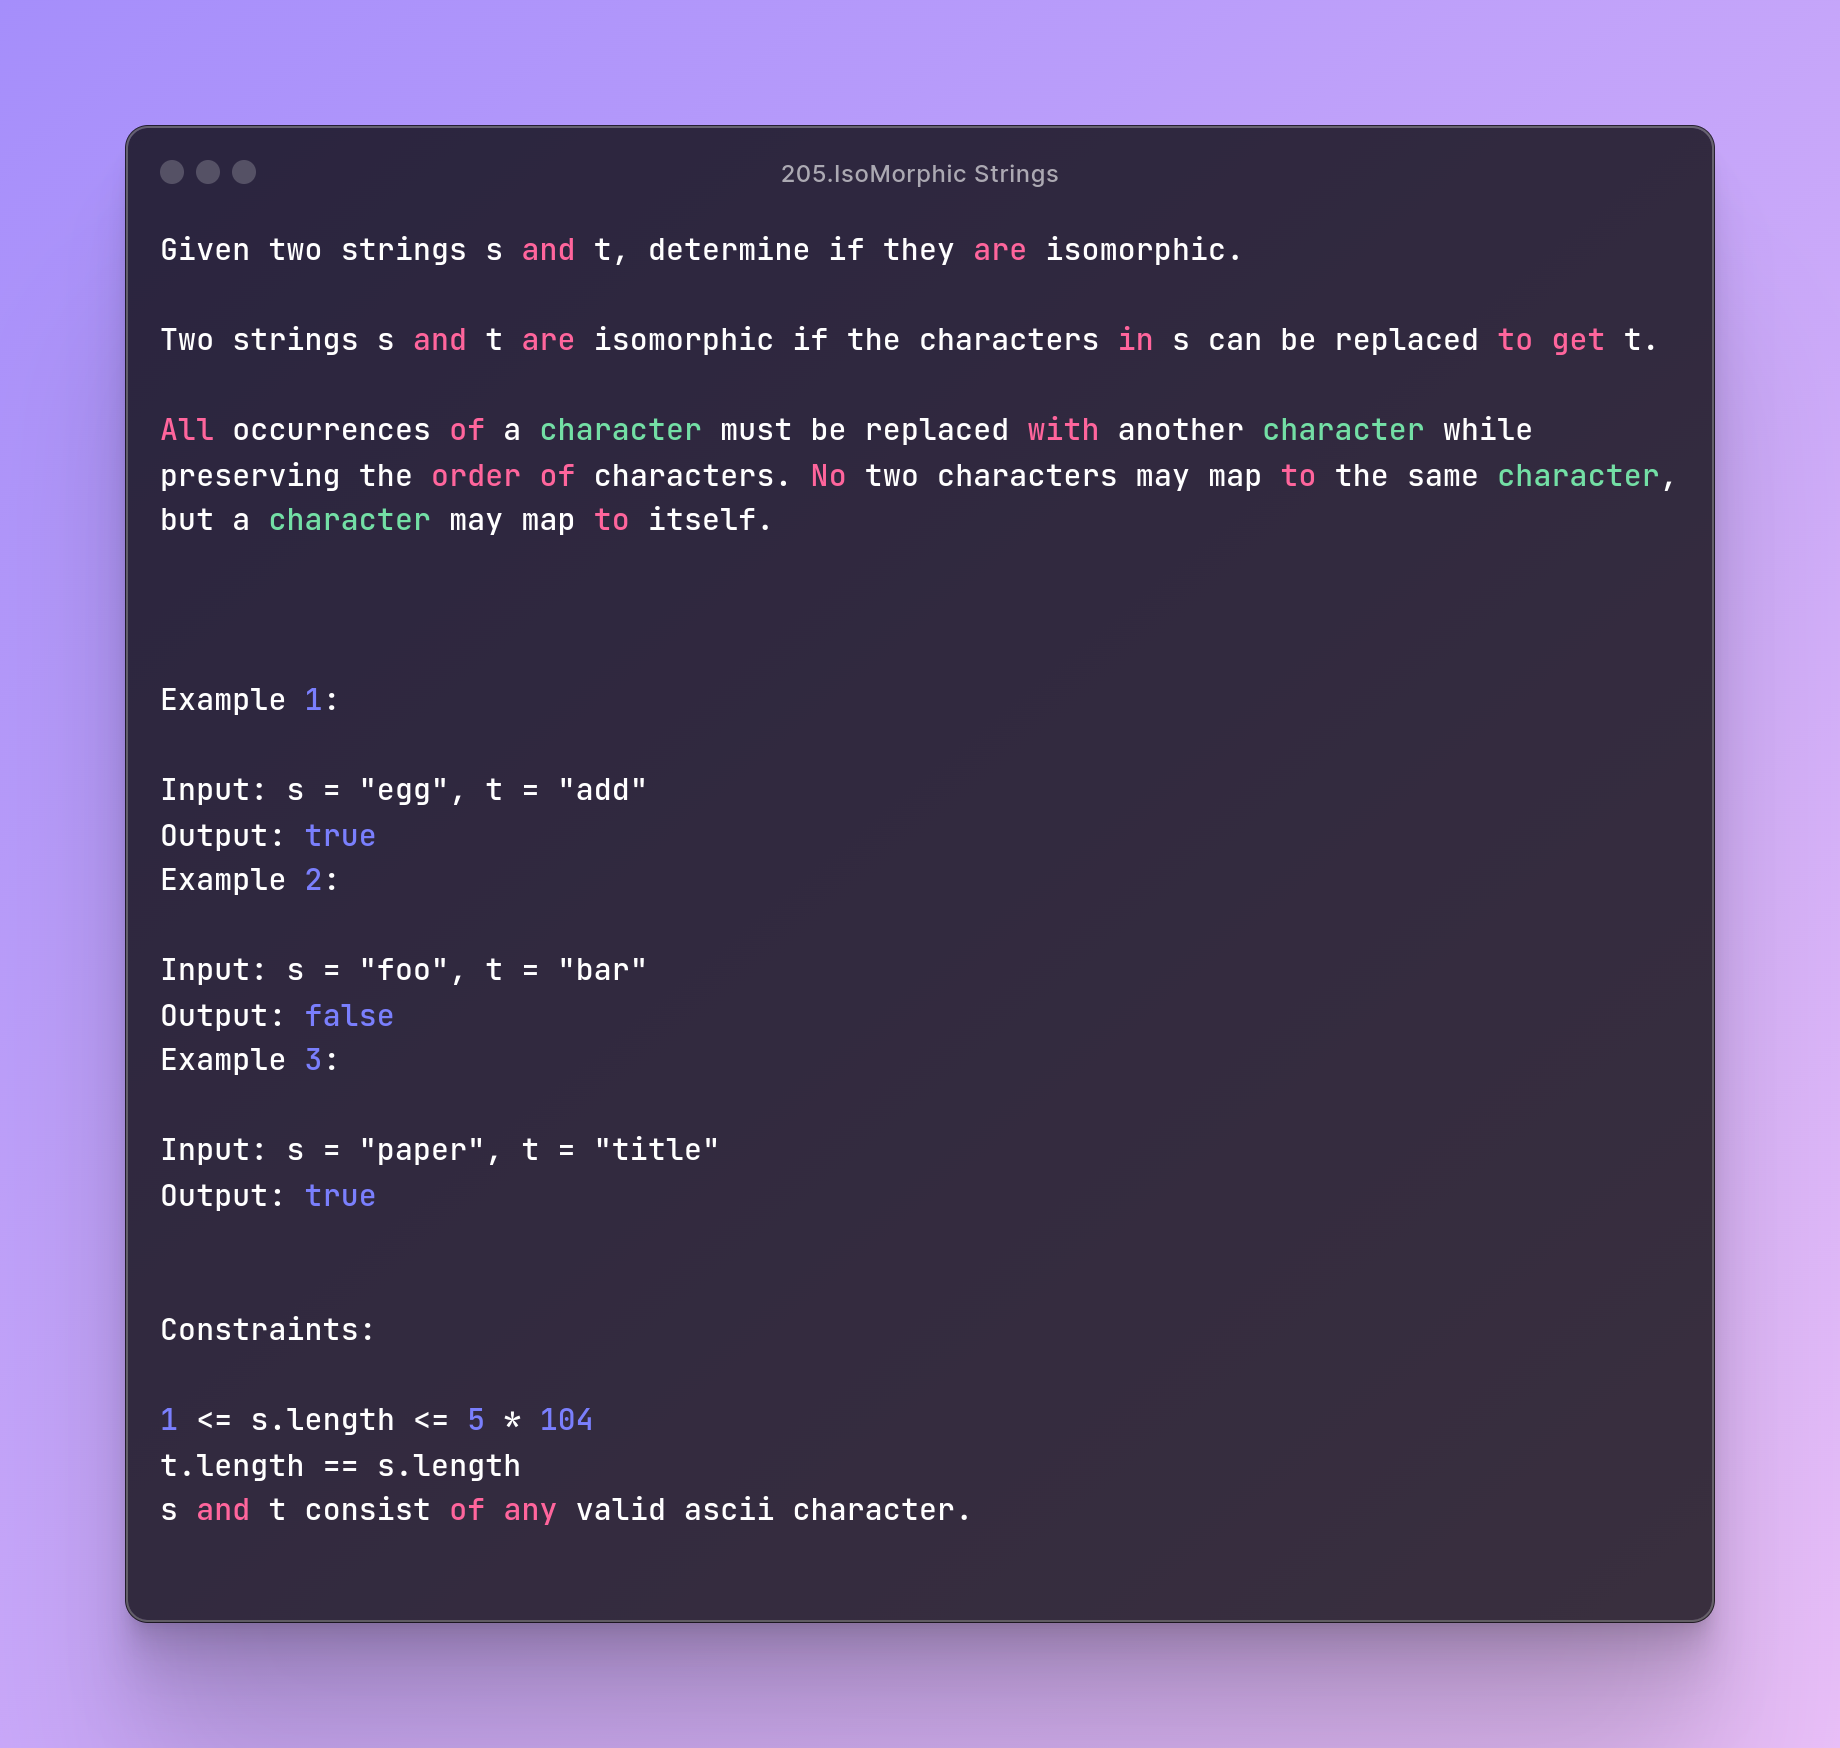 205.IsoMorphic Strings
Given two strings s and t, determine if they are isomorphic.
Two strings s and t are isomorphic if the characters in s can be replaced to get t.
All occurrences of a character must be replaced with another character while
preserving the order of characters. No two characters may map to the same character,
but a character may map to itself.
Example 1:
Input: s = "egg", t = "add"
Output: true
Example 2:
Input: s = "foo", t = "bar"
Output: false
Example 3:
Input: s = "paper", t = "title"
Output: true
Constraints:
1 <= s.length <= 5 * 104
t.length == s.length
s and t consist of any valid ascii character.